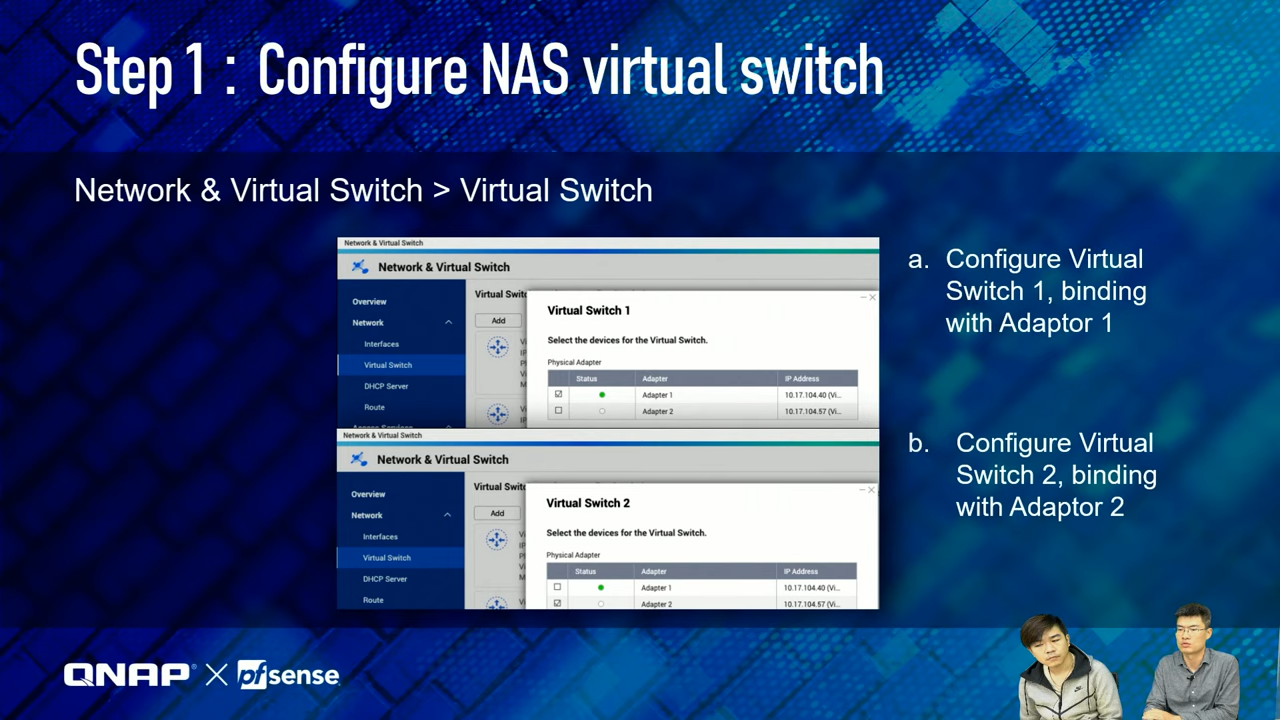 Step 1 : Configure NAS virtual switch
Network & Virtual Switch > Virtual Switch
Network & Virtual Switch
Network & Virtual Switch
Overview
Network
Interfaces
Virtual Switch
DHCP Server
Route
Add
Virtual Switch 1
Select the devices for the Virtual Switch.
Physical Adapter
Status Adapter IP Address
Adapter 1 10.17.104.40 (Vi...
Adapter 2 10.17.104.57 (Vi...
a. Configure Virtual
Switch 1, binding
with Adaptor 1
Network & Virtual Switch
Network & Virtual Switch
Overview
Network
Interfaces
Virtual Switch
DHCP Server
Route
Add
Virtual Switch 2
Select the devices for the Virtual Switch.
Physical Adapter
Status Adapter IP Address
Adapter 1 10.17.104.40 (Vi...
Adapter 2 10.17.104.57 (Vi...
b. Configure Virtual
Switch 2, binding
with Adaptor 2
QNAP X pfsense